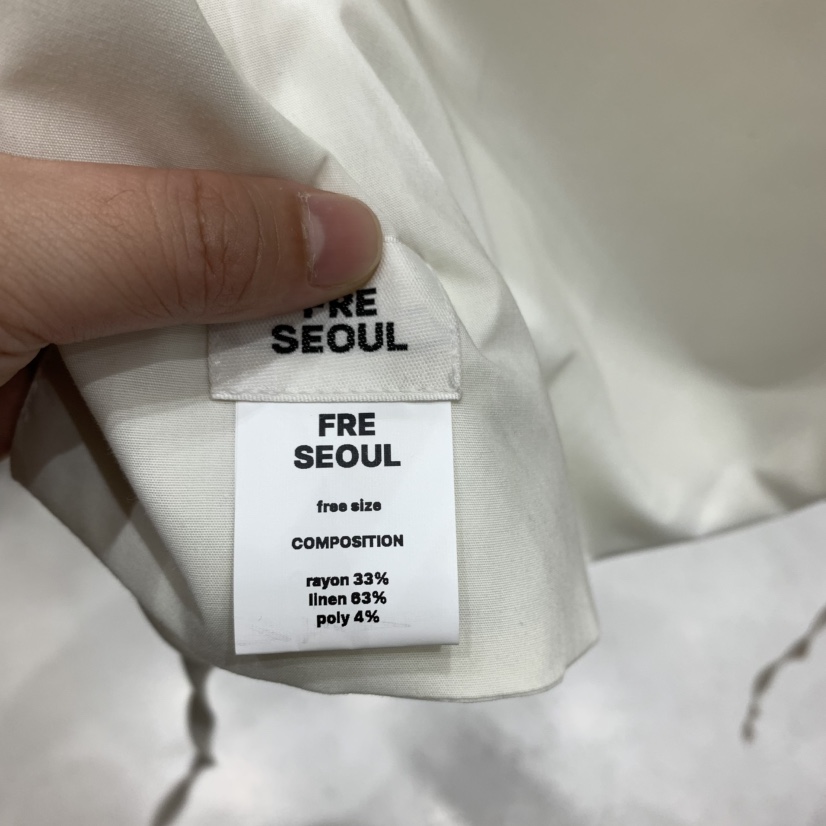 FRE
SEOUL
FRE
SEOUL
free size
COMPOSITION
rayon 33%
linen 63%
poly 4%